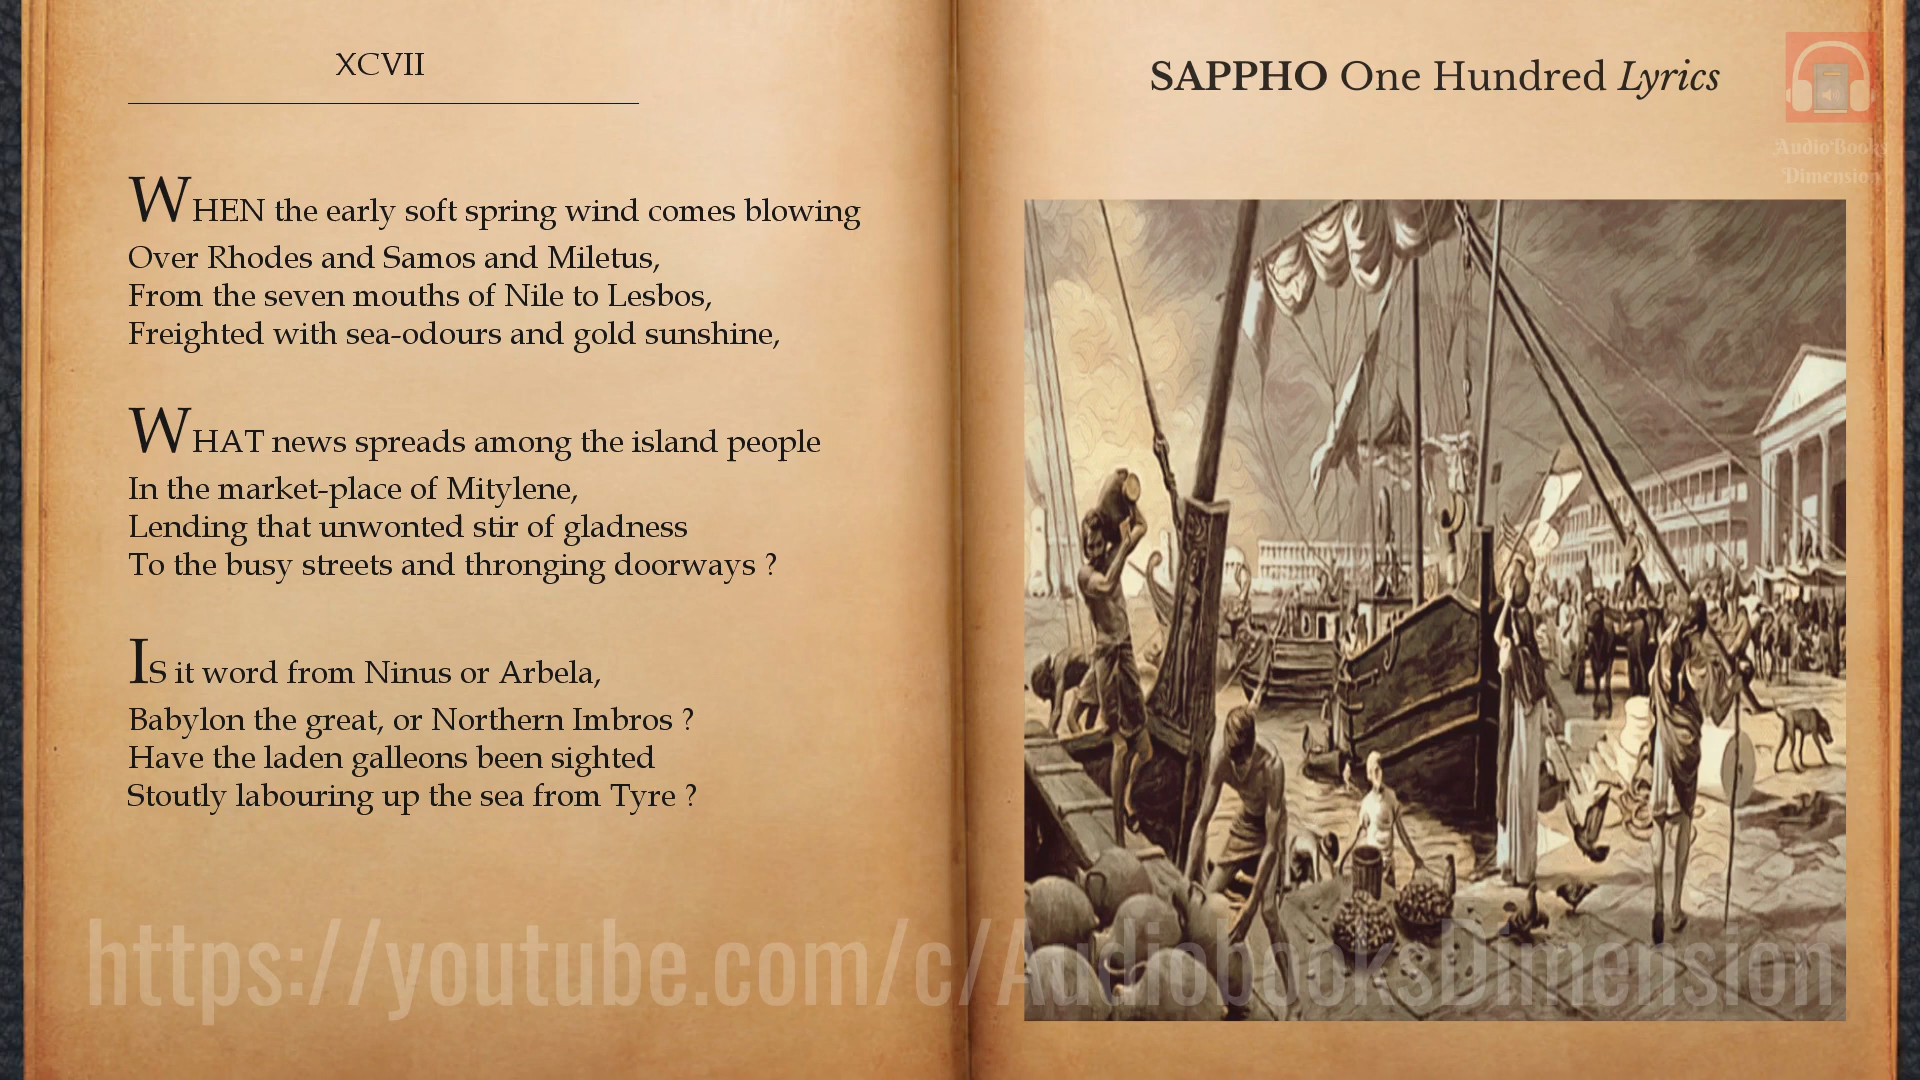 XCVII
WHEN the early soft spring wind comes blowing
Over Rhodes and Samos and Miletus,
From the seven mouths of Nile to Lesbos,
Freighted with sea-odours and gold sunshine,
WHAT news spreads among the island people
In the market-place of Mitylene,
Lending that unwonted stir of gladness
To the busy streets and thronging doorways ?
IS it word from Ninus or Arbela,
Babylon the great, or Northern Imbros ?
Have the laden galleons been sighted
Stoutly labouring up the sea from Tyre ?
SAPPHO One Hundred Lyrics
AudioBooks
Dimension
https://youtube.com/c/AudiobooksDimension